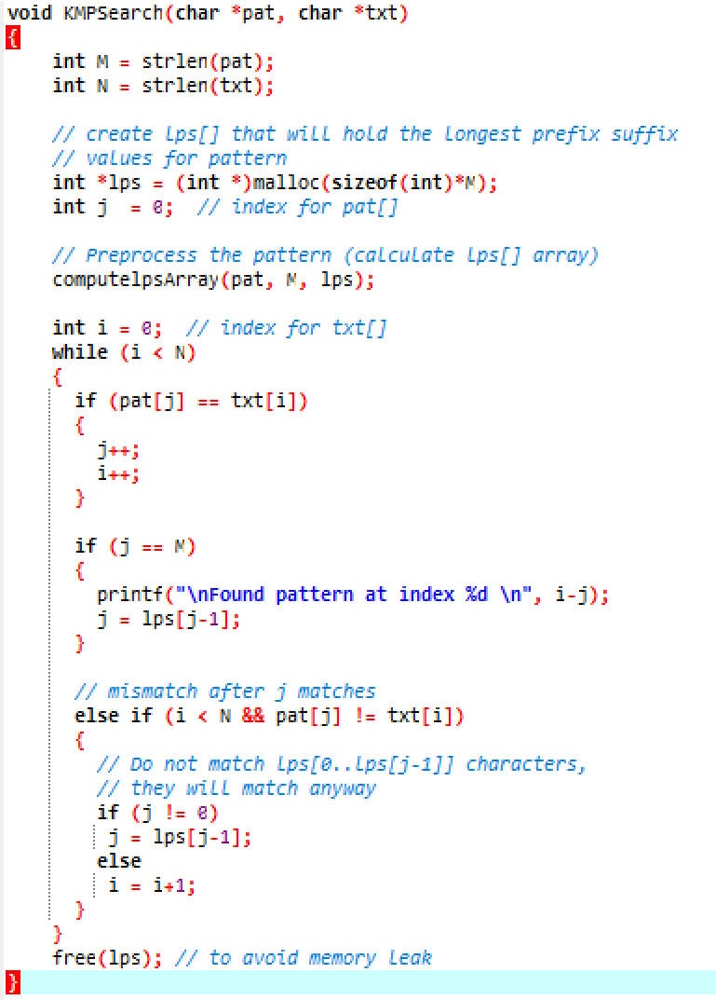 void KMPSearch(char *pat, char *txt)
{
    int M = strlen(pat);
    int N = strlen(txt);

    // create lps[] that will hold the longest prefix suffix
    // values for pattern
    int *lps = (int *)malloc(sizeof(int)*M);
    int j  = 0;  // index for pat[]

    // Preprocess the pattern (calculate lps[] array)
    computelpsArray(pat, M, lps);

    int i = 0;  // index for txt[]
    while (i < N)
    {
      if (pat[j] == txt[i])
      {
        j++;
        i++;
      }

      if (j == M)
      {
        printf("\nFound pattern at index %d \n", i-j);
        j = lps[j-1];
      }

      // mismatch after j matches
      else if (i < N && pat[j] != txt[i])
      {
        // Do not match lps[0..lps[j-1]] characters,
        // they will match anyway
        if (j != 0)
         j = lps[j-1];
        else
         i = i+1;
      }
    }
    free(lps); // to avoid memory leak
}